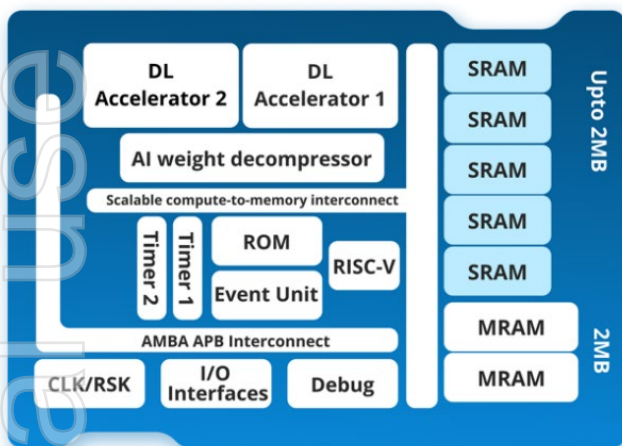 DL
Accelerator 2
DL
Accelerator 1
SRAM
SRAM
SRAM
SRAM
SRAM
Upto 2MB
AI weight decompressor
Scalable compute-to-memory interconnect
Timer 2
Timer 1
ROM
Event Unit
RISC-V
MRAM
MRAM
2MB
AMBA APB Interconnect
CLK/RSK
I/O
Interfaces
Debug
al use